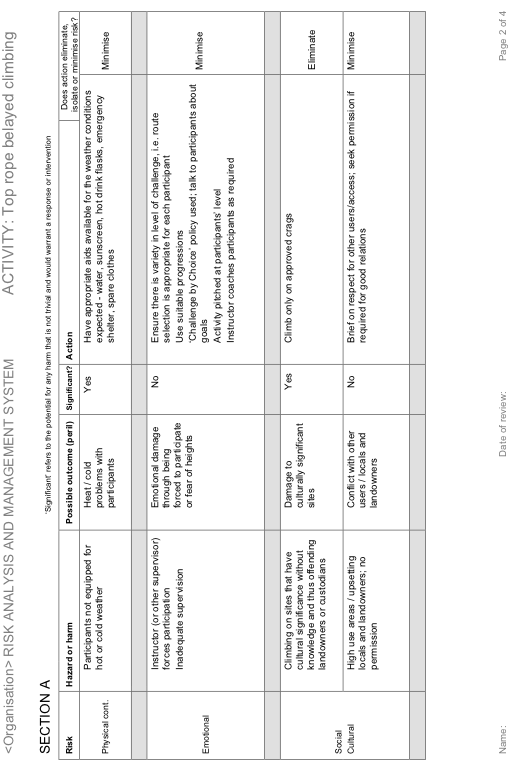 <Organisation> RISK ANALYSIS AND MANAGEMENT SYSTEM ACTIVITY: Top rope belayed climbing
SECTION A
'Significant' refers to the potential for any harm that is not trivial and would warrant a response or intervention
Risk Hazard or harm Possible outcome (peril) Significant? Action Does action eliminate,
isolate or minimise risk?
Physical cont.
Participants not equipped for
hot or cold weather
Heat / cold
problems with
participants
Yes
Have appropriate aids available for the weather conditions
expected - water, sunscreen, hot drink flasks, emergency
shelter, spare clothes
Minimise
Emotional
Instructor (or other supervisor)
forces participation
Inadequate supervision
Emotional damage
through being
forced to participate
or fear of heights
No
Ensure there is variety in level of challenge, i.e. route
selection is appropriate for each participant
Use suitable progressions
'Challenge by Choice' policy used; talk to participants about
goals
Activity pitched at participants' level
Instructor coaches participants as required
Minimise
Social
Cultural
Climbing on sites that have
cultural significance without
knowledge and thus offending
landowners or custodians
Damage to
culturally significant
sites
Yes
Climb only on approved crags
Eliminate
High use areas / upsetting
locals and landowners; no
permission
Conflict with other
users / locals and
landowners
No
Brief on respect for other users/access; seek permission if
required for good relations
Minimise
Name: Date of review: Page 2 of 4